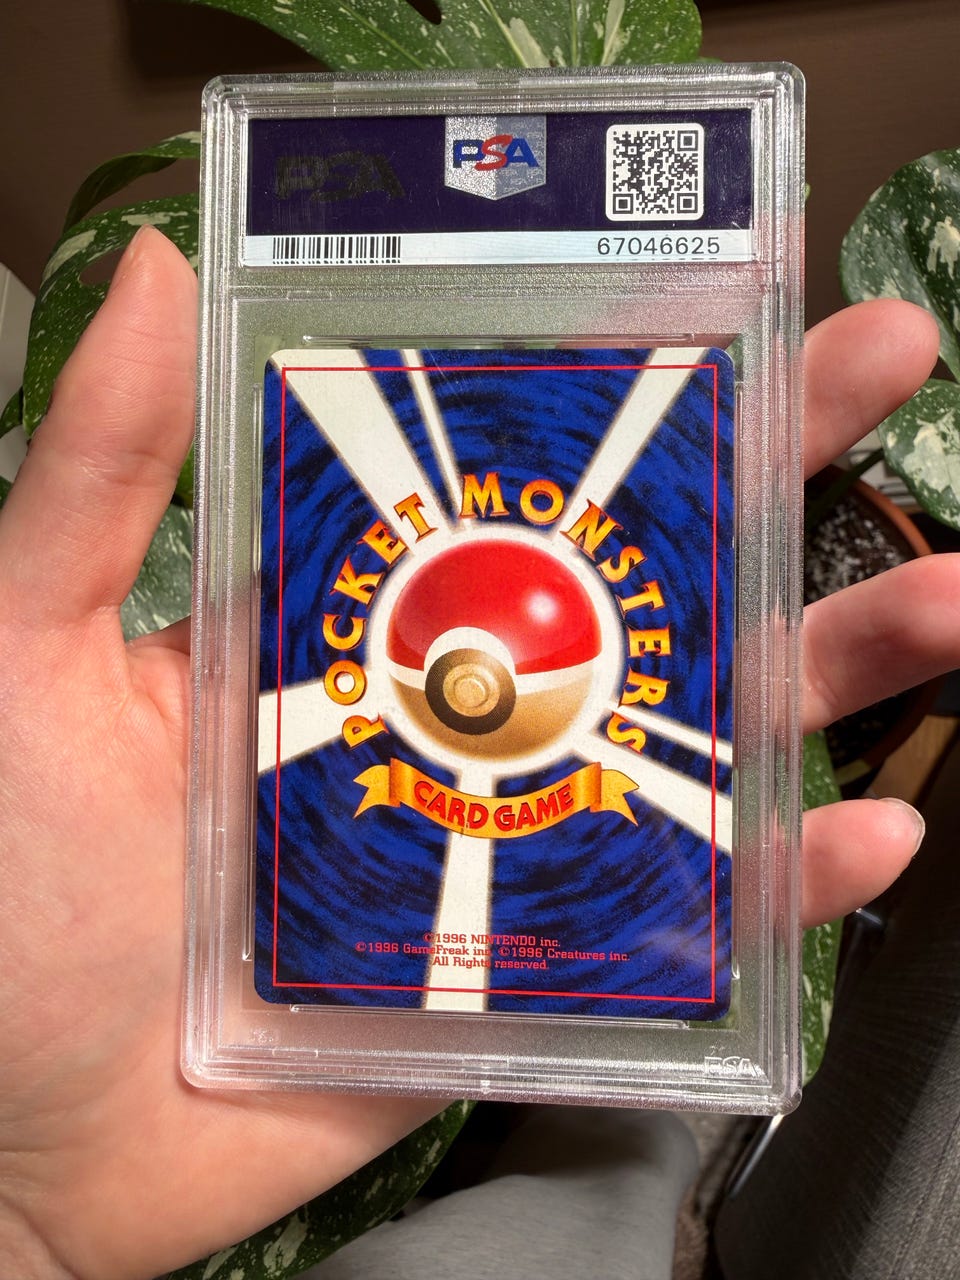 PSA
PSA
67046625
POCKET MONSTERS
CARD GAME
©1996 NINTENDO inc.
©1996 GameFreak inc. ©1996 Creatures inc.
All Rights reserved.
PSA